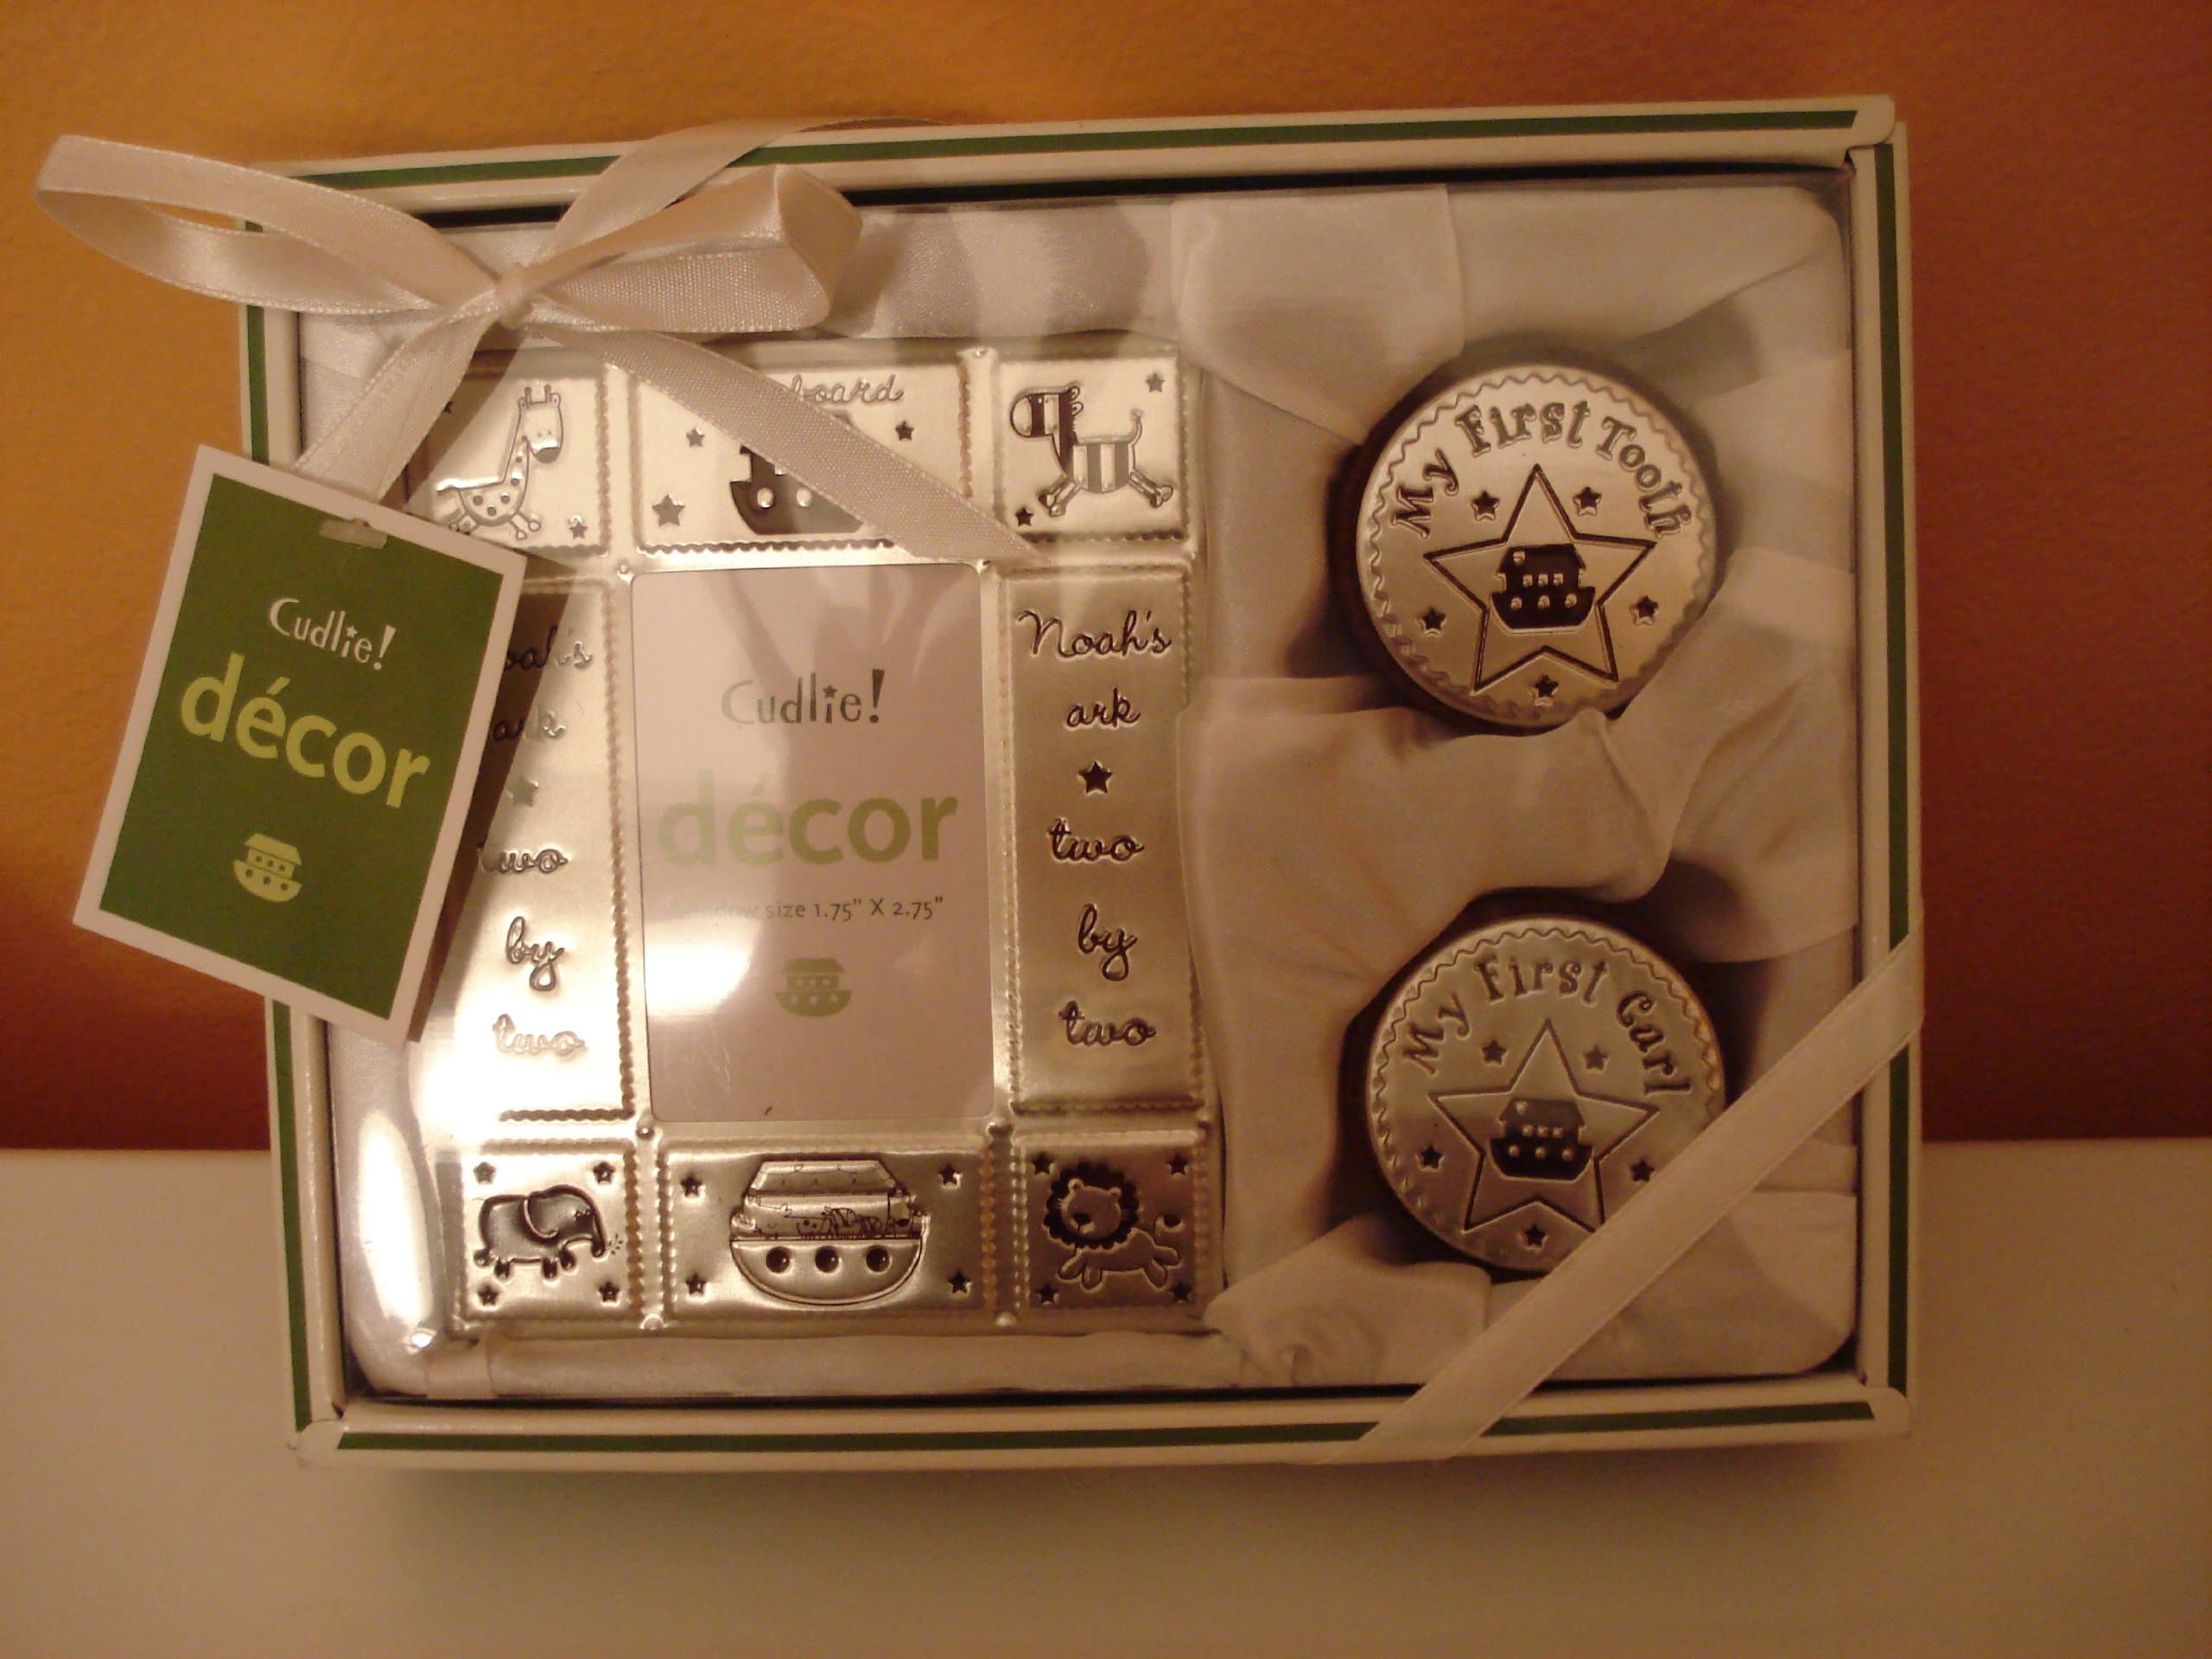 Cudlie!
décor
board
ark
two
by
two
Cudlie!
décor
size 1.75" X 2.75"
Noah's
ark
two
by
two
My First Tooth
My First Curl